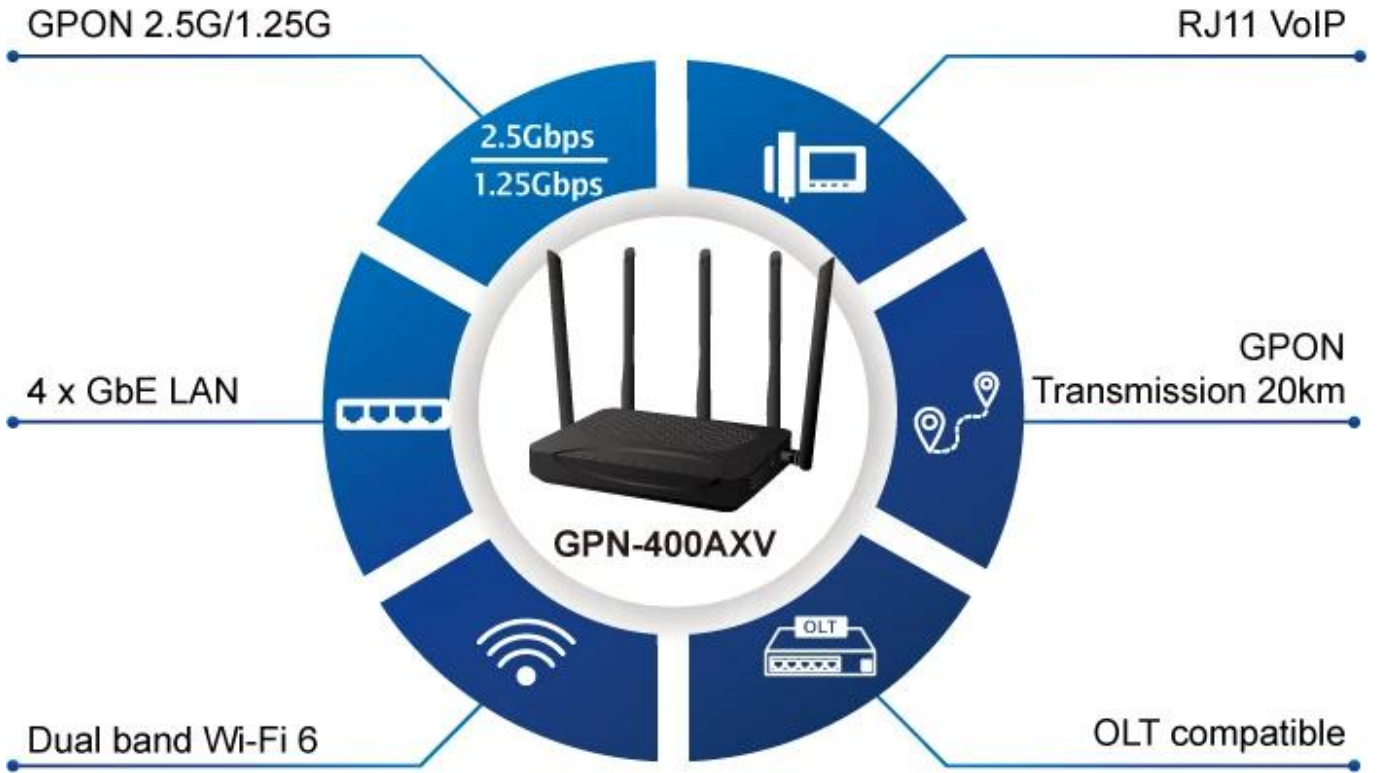 GPON 2.5G/1.25G
RJ11 VoIP
2.5Gbps
1.25Gbps
4 x GbE LAN
GPON
Transmission 20km
GPN-400AXV
OLT
Dual band Wi-Fi 6
OLT compatible